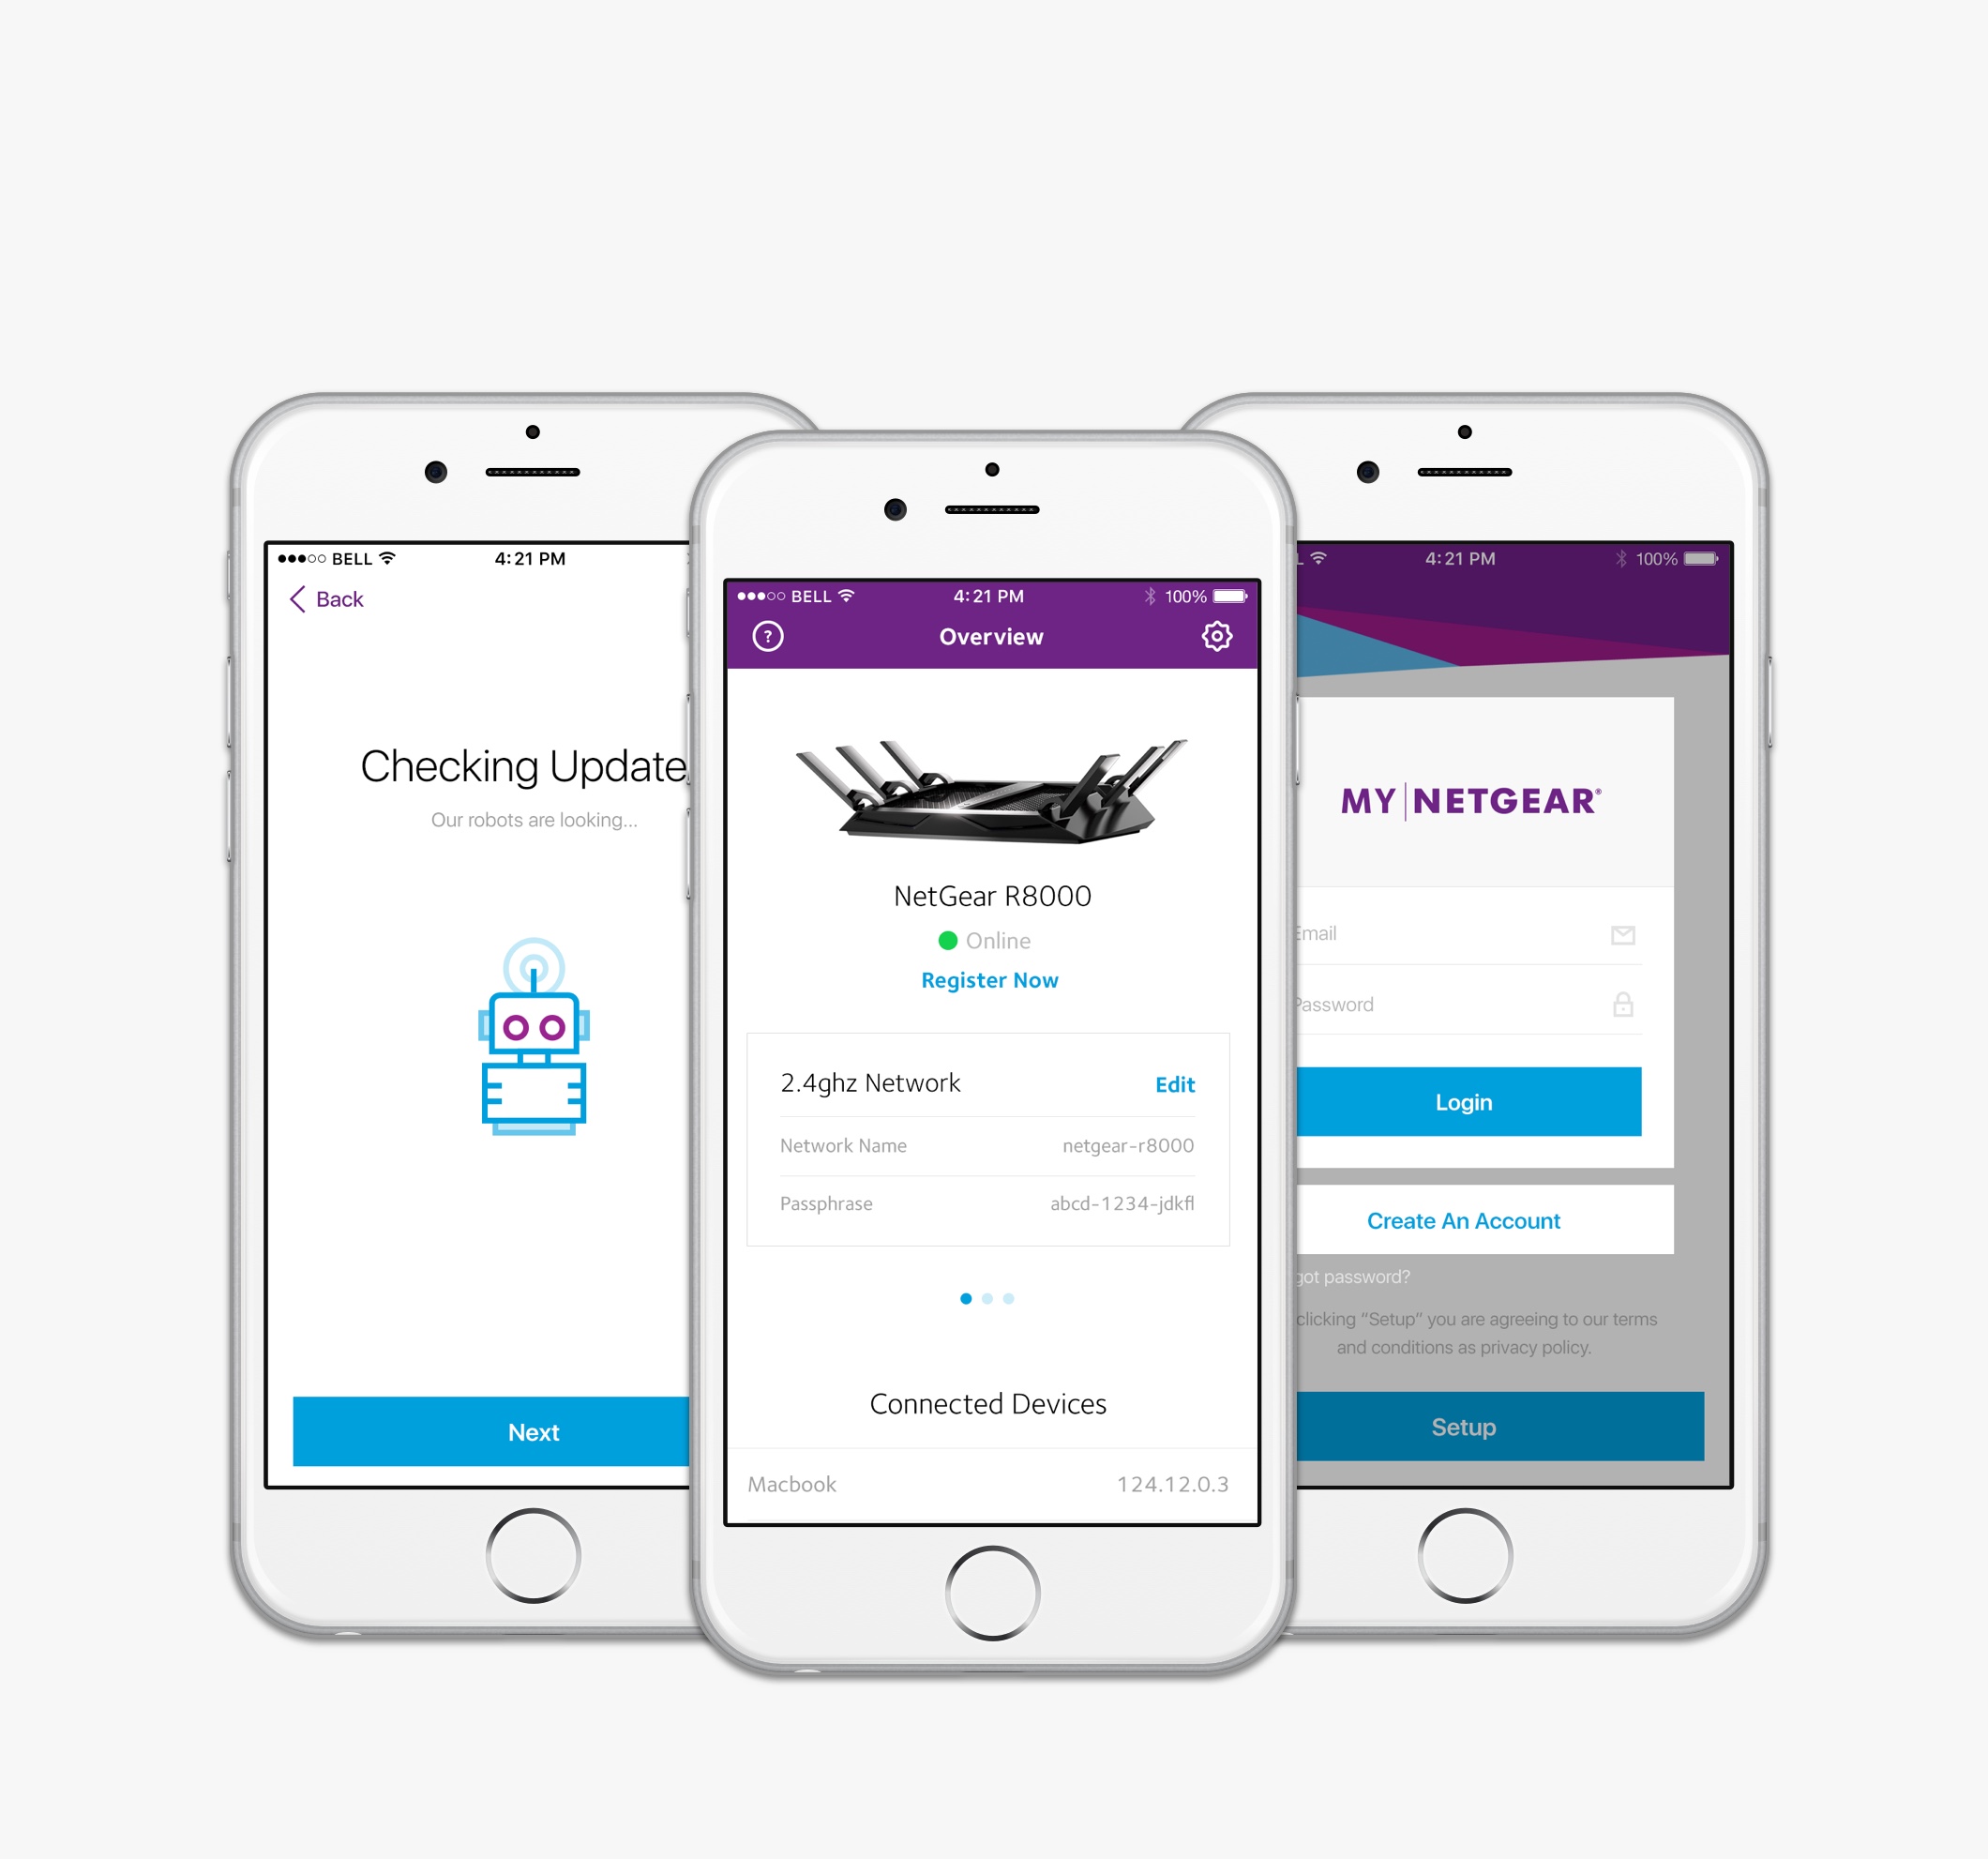 BELL 4:21 PM
Back
Checking Update
Our robots are looking...
Next
BELL 4:21 PM 100%
?
Overview
NetGear R8000
Online
Register Now
2.4ghz Network Edit
Network Name netgear-r8000
Passphrase abcd-1234-jdkfl
Connected Devices
Macbook 124.12.0.3
L 4:21 PM 100%
MY|NETGEAR®
Email
Password
Login
Create An Account
got password?
clicking “Setup” you are agreeing to our terms
and conditions as privacy policy.
Setup